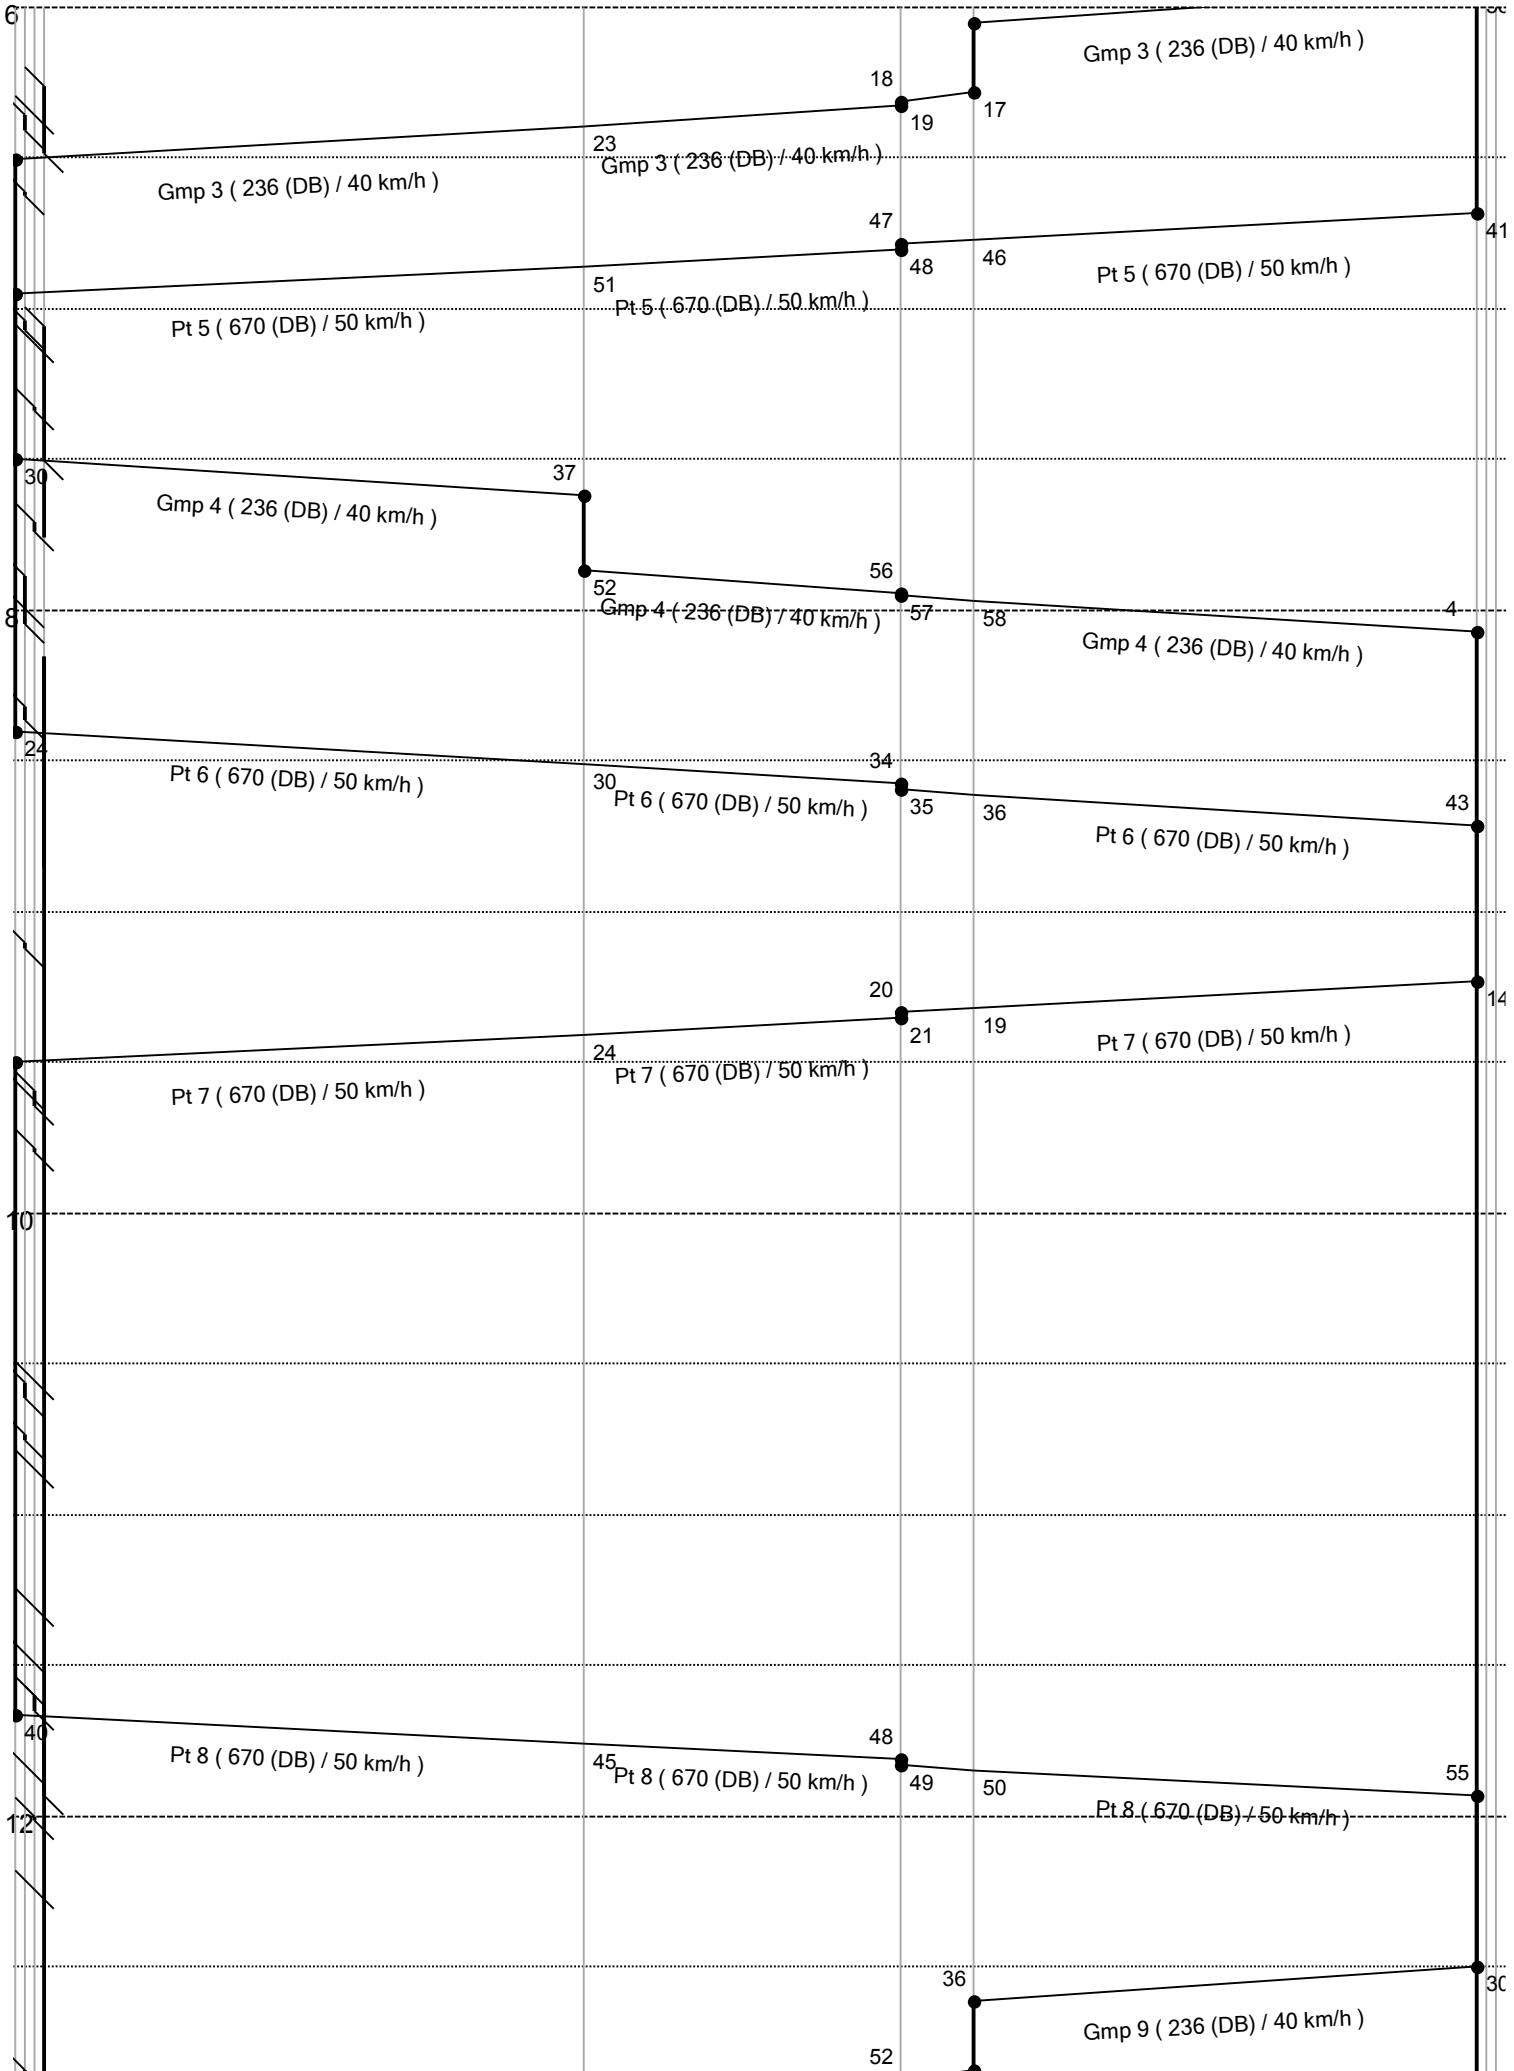 6
Gmp 3 ( 236 (DB) / 40 km/h )
18
17
19
23
Gmp 3 ( 236 (DB) / 40 km/h )
Gmp 3 ( 236 (DB) / 40 km/h )
47
41
46
48
51
Pt 5 ( 670 (DB) / 50 km/h )
Pt 5 ( 670 (DB) / 50 km/h )
Pt 5 ( 670 (DB) / 50 km/h )
30
37
Gmp 4 ( 236 (DB) / 40 km/h )
56
52
Gmp 4 ( 236 (DB) / 40 km/h )
57
58
4
8
Gmp 4 ( 236 (DB) / 40 km/h )
24
34
Pt 6 ( 670 (DB) / 50 km/h )
30
Pt 6 ( 670 (DB) / 50 km/h )
35
36
43
Pt 6 ( 670 (DB) / 50 km/h )
20
14
19
21
Pt 7 ( 670 (DB) / 50 km/h )
24
Pt 7 ( 670 (DB) / 50 km/h )
Pt 7 ( 670 (DB) / 50 km/h )
10
40
48
Pt 8 ( 670 (DB) / 50 km/h )
45
Pt 8 ( 670 (DB) / 50 km/h )
49
50
55
Pt 8 ( 670 (DB) / 50 km/h )
12
36
30
Gmp 9 ( 236 (DB) / 40 km/h )
52